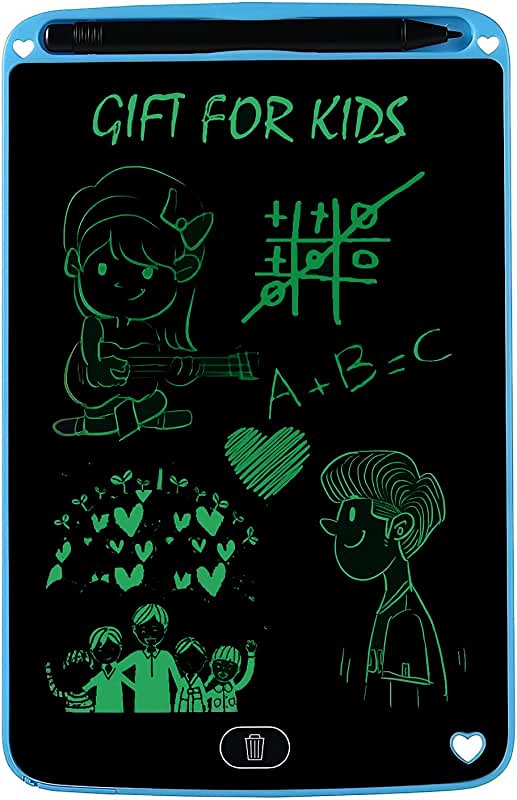 GIFT FOR KIDS
+ + O
+ O O
O
A + B = C